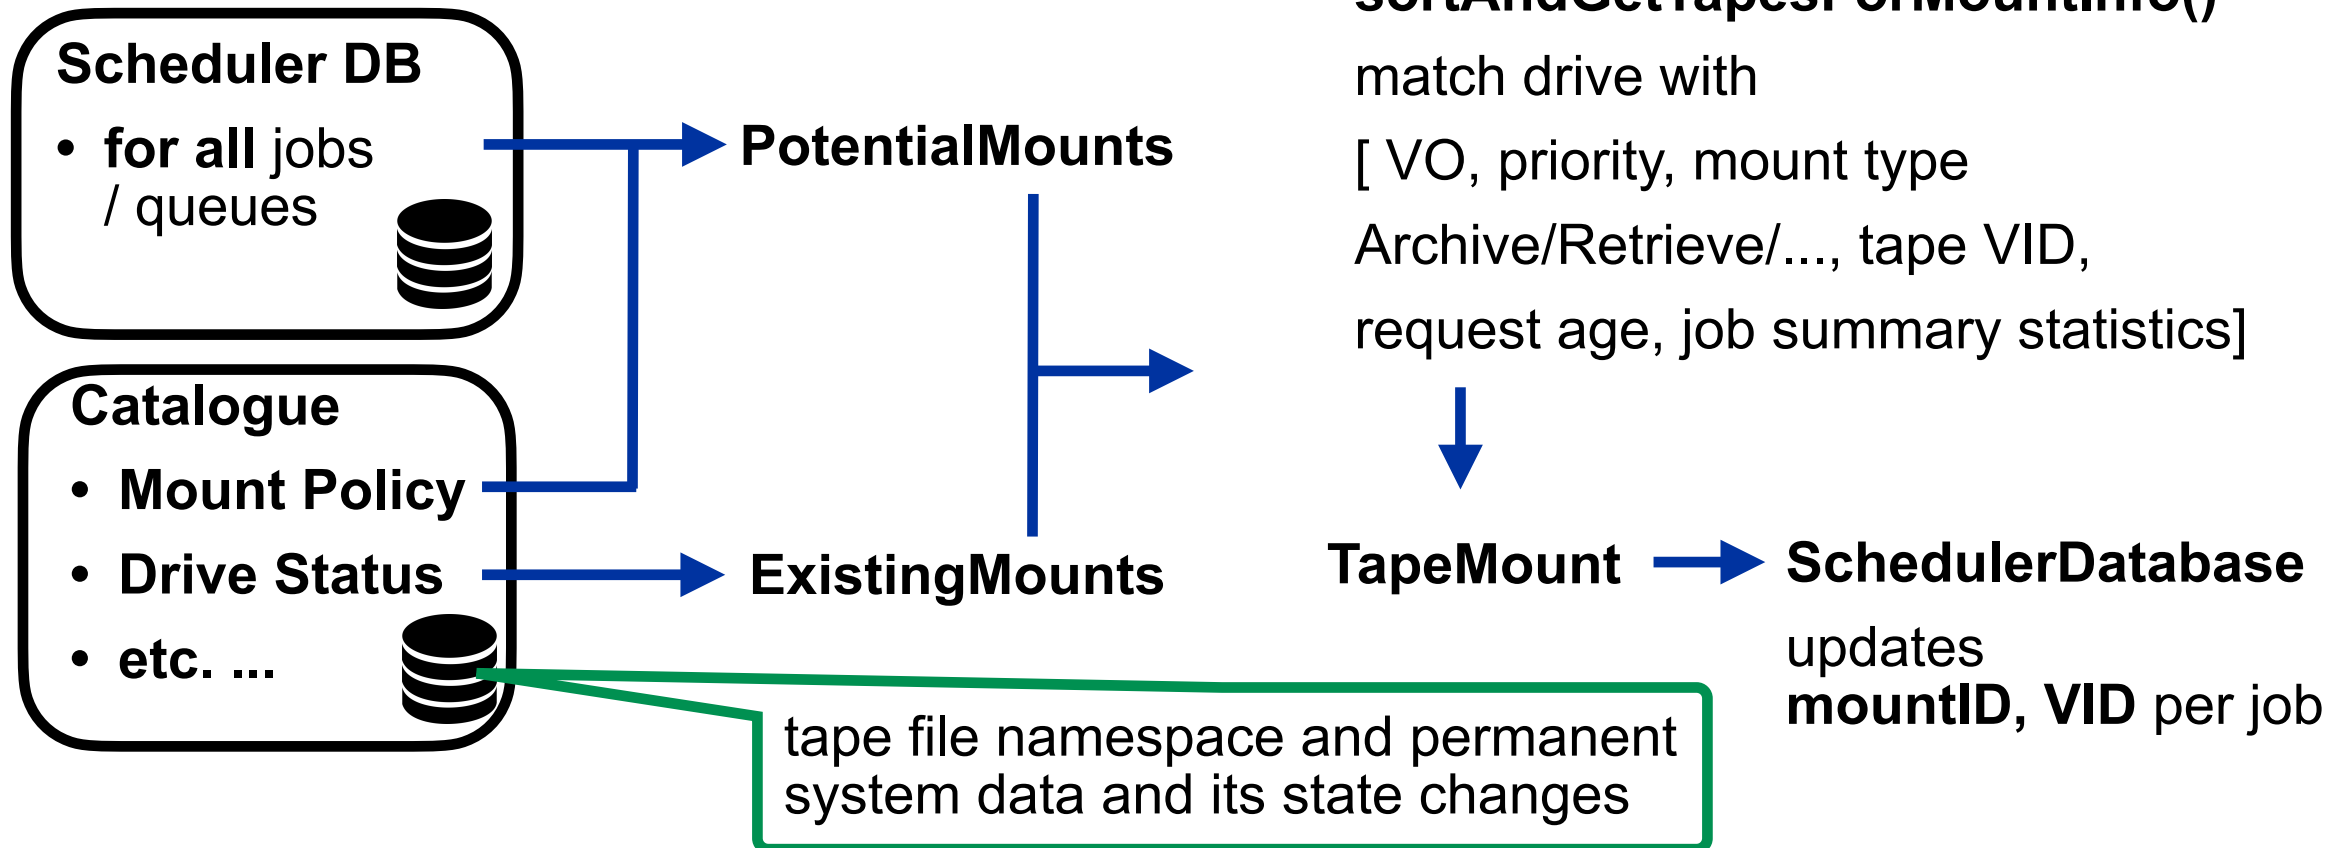 Scheduler DB
• for all jobs
/ queues
Catalogue
• Mount Policy
• Drive Status
• etc. ...
PotentialMounts
ExistingMounts
sortAndGetTapesForMountInfo()
match drive with
[ VO, priority, mount type
Archive/Retrieve/..., tape VID,
request age, job summary statistics]
TapeMount
SchedulerDatabase
updates
mountID, VID per job
tape file namespace and permanent
system data and its state changes